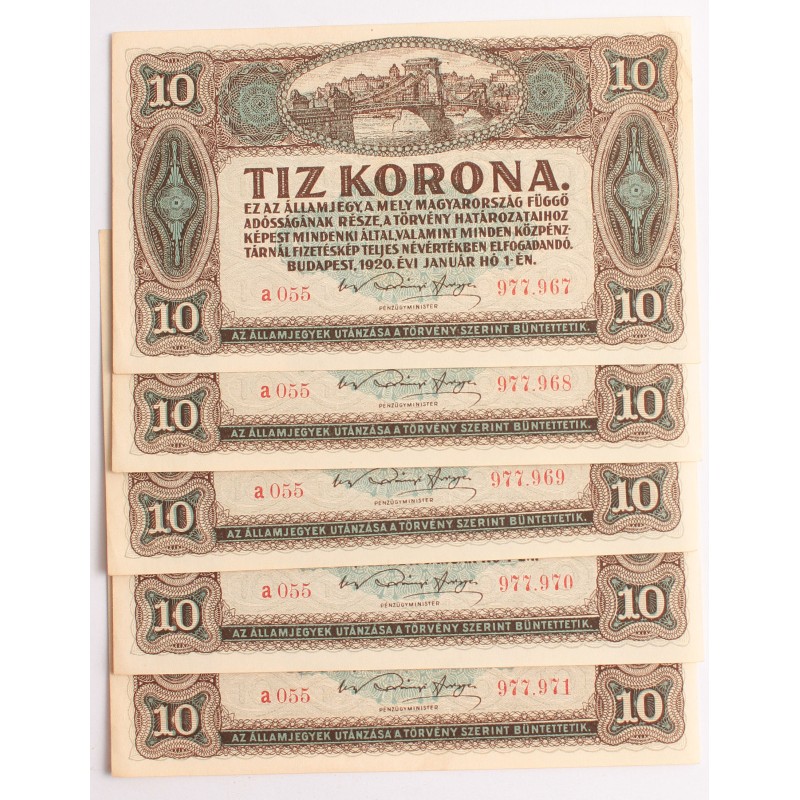 10 10
TIZ KORONA.
EZ AZ ÁLLAMJEGY, A MELY MAGYARORSZÁG FÜGGŐ
ADÓSSÁGÁNAK RÉSZE, A TÖRVÉNY HATÁROZATAIHOZ
KÉPEST MINDENKI ÁLTAL, VALAMINT MINDEN KÖZPÉNZ-
TÁRNÁL FIZETÉSKÉP TELJES NÉVÉRTÉKBEN ELFOGADANDÓ.
BUDAPEST, 1920. ÉVI JANUÁR HÓ 1-ÉN.
a 055 977.967
PÉNZÜGYMINISTER
10 10
AZ ÁLLAMJEGYEK UTÁNZÁSA A TÖRVÉNY SZERINT BÜNTETTETIK.
a 055 977.968
PÉNZÜGYMINISTER
10 10
AZ ÁLLAMJEGYEK UTÁNZÁSA A TÖRVÉNY SZERINT BÜNTETTETIK.
a 055 977.969
PÉNZÜGYMINISTER
10 10
AZ ÁLLAMJEGYEK UTÁNZÁSA A TÖRVÉNY SZERINT BÜNTETTETIK.
a 055 977.970
PÉNZÜGYMINISTER
10 10
AZ ÁLLAMJEGYEK UTÁNZÁSA A TÖRVÉNY SZERINT BÜNTETTETIK.
a 055 977.971
PÉNZÜGYMINISTER
10 10
AZ ÁLLAMJEGYEK UTÁNZÁSA A TÖRVÉNY SZERINT BÜNTETTETIK.